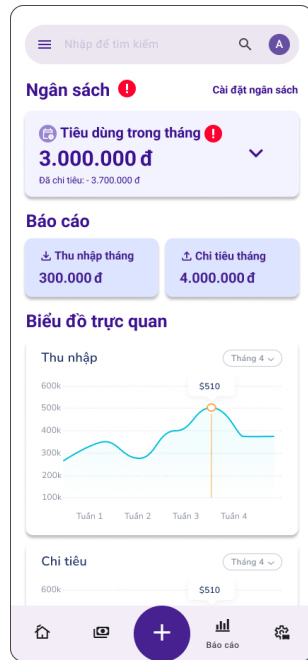 Nhập để tìm kiếm
A
Ngân sách !
Cài đặt ngân sách
Tiêu dùng trong tháng !
3.000.000 đ
Đã chi tiêu: - 3.700.000 đ
Báo cáo
Thu nhập tháng
300.000 đ
Chi tiêu tháng
4.000.000 đ
Biểu đồ trực quan
Thu nhập
Tháng 4
600k
$510
500k
400k
300k
200k
100k
Tuần 1 Tuần 2 Tuần 3 Tuần 4
Chi tiêu
Tháng 4
600k
$510
Báo cáo